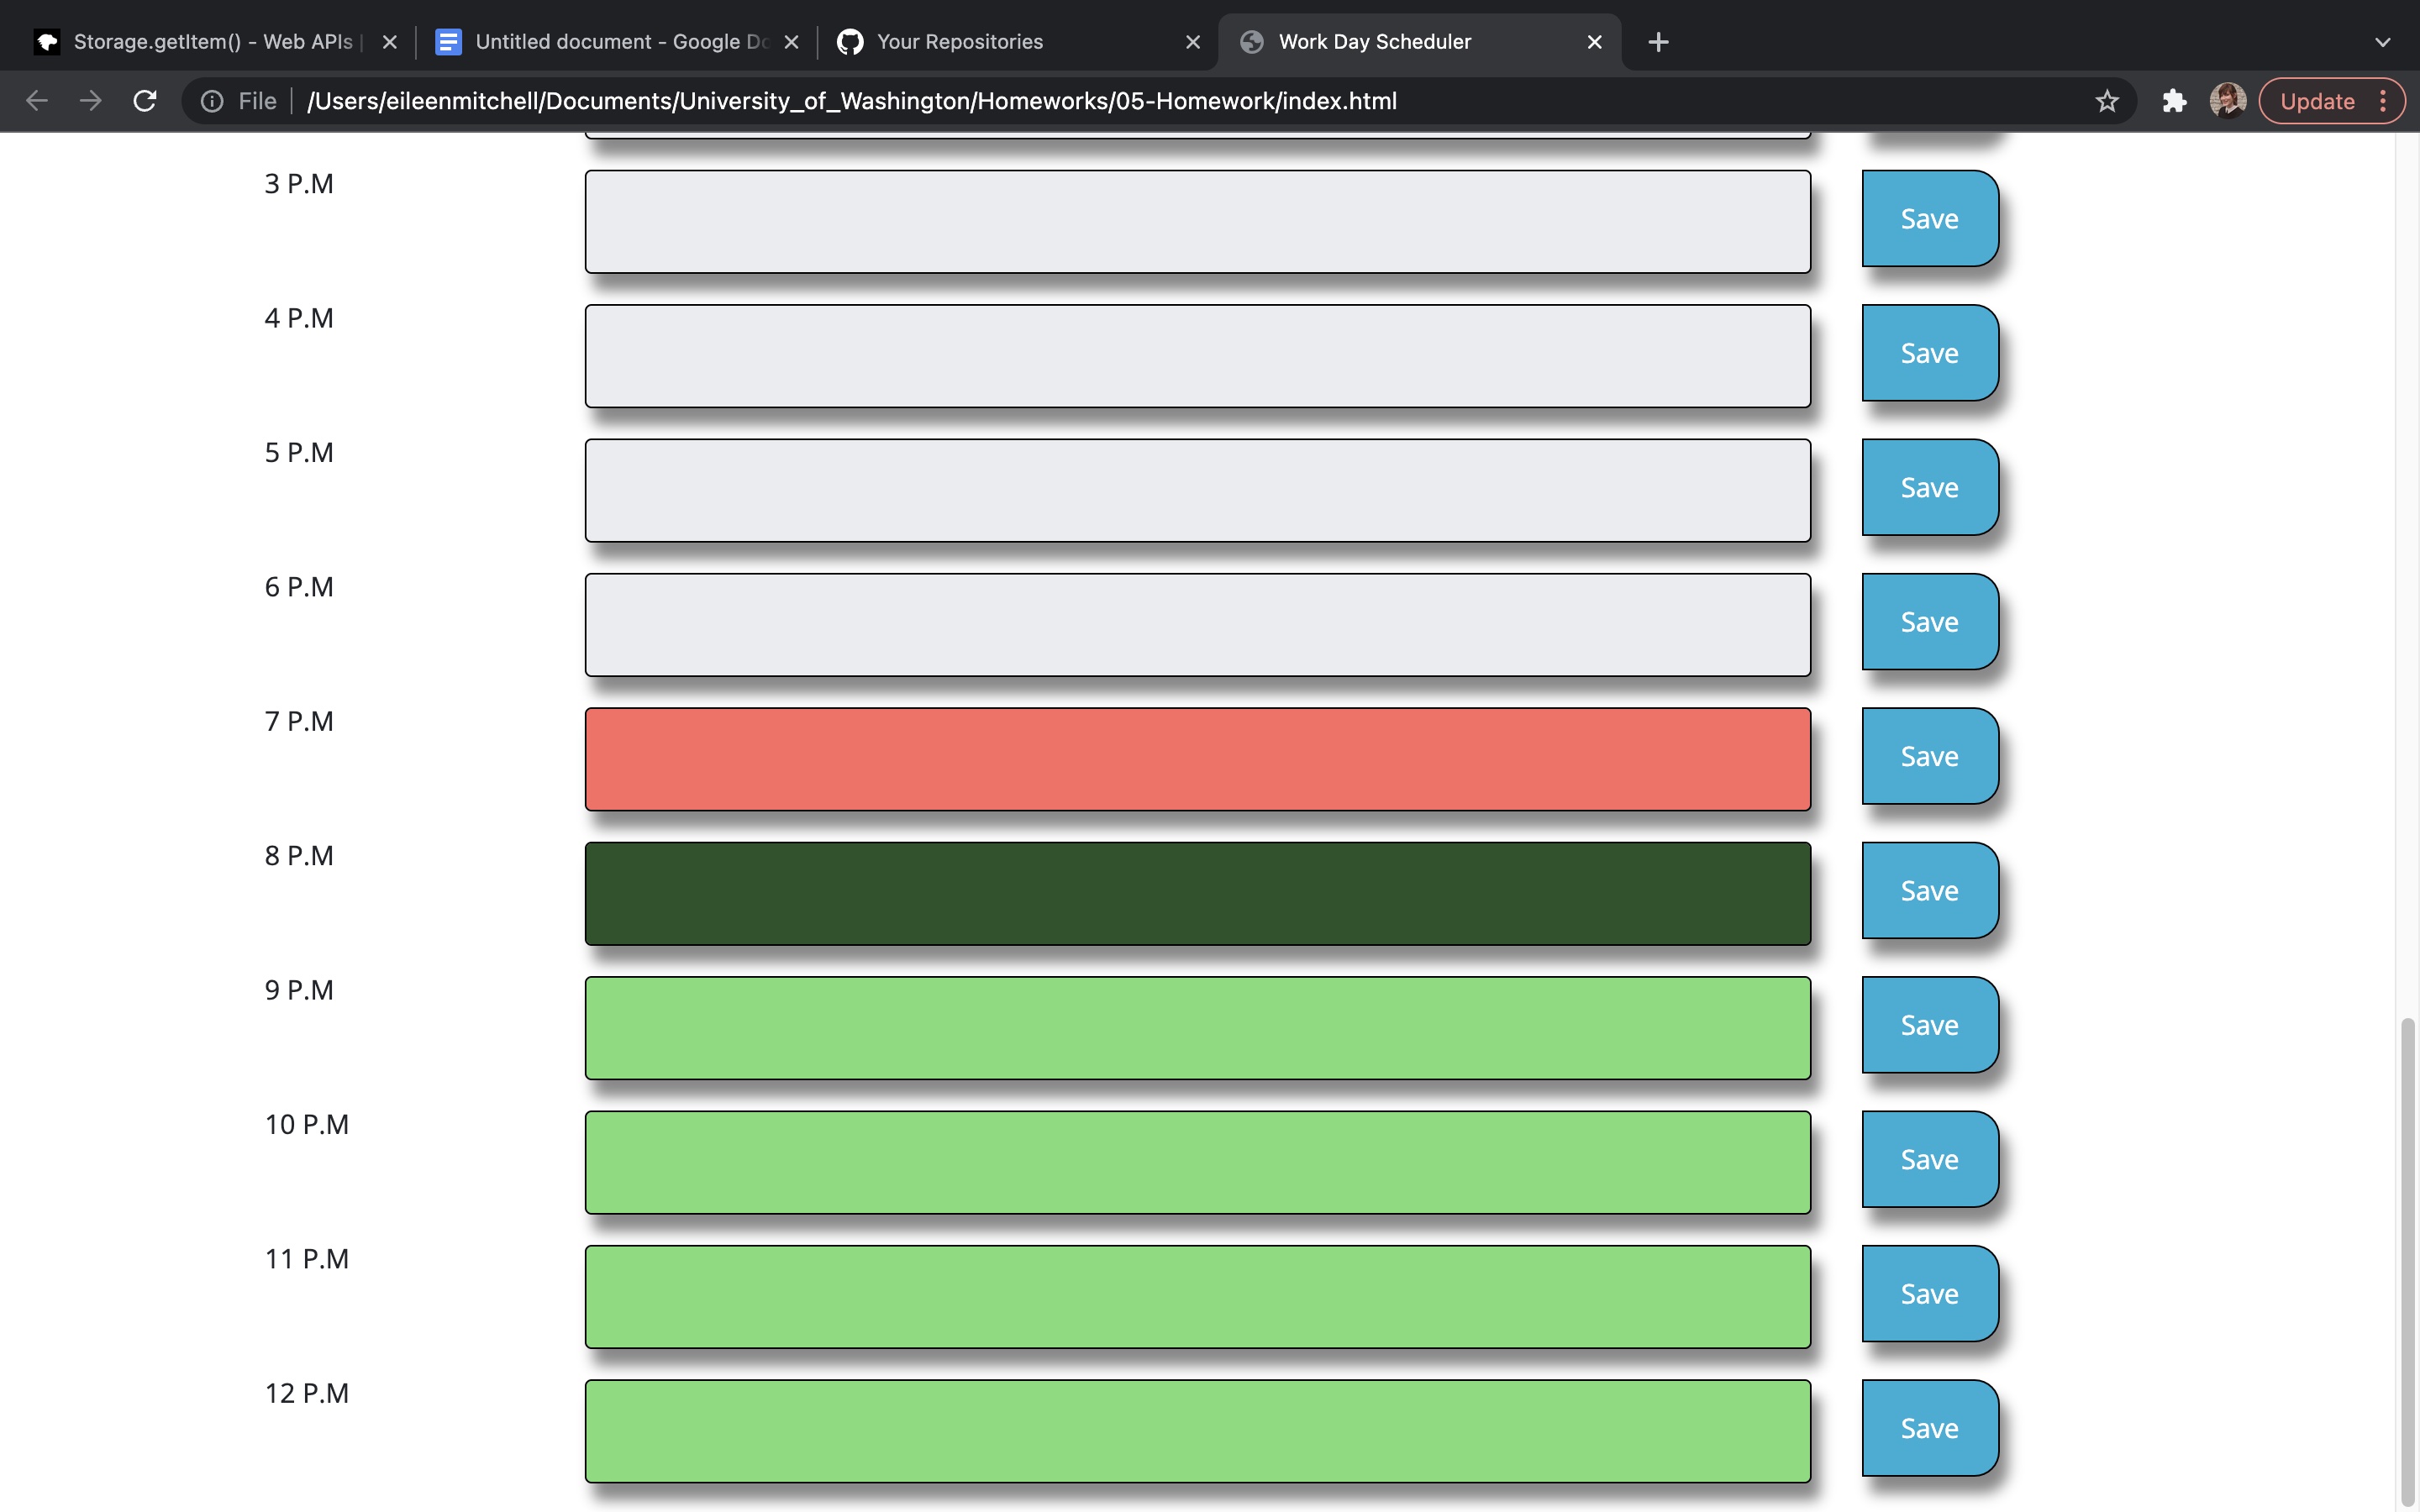 Storage.getItem() - Web APIs |
Untitled document - Google Do
Your Repositories
Work Day Scheduler
File
/Users/eileenmitchell/Documents/University_of_Washington/Homeworks/05-Homework/index.html
Update
3 P.M Save
4 P.M Save
5 P.M Save
6 P.M Save
7 P.M Save
8 P.M Save
9 P.M Save
10 P.M Save
11 P.M Save
12 P.M Save